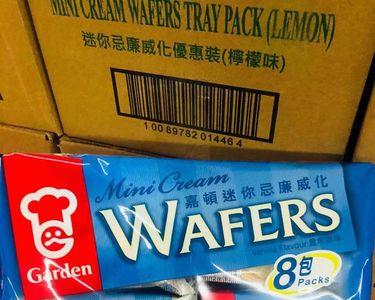 MINI CREAM WAFERS TRAY PACK (LEMON)
迷你忌廉威化優惠裝(檸檬味)
1 00 89782 01446 4
Mini Cream
嘉頓迷你忌廉威化
WAFERS
Flavour
Garden
8包
Packs